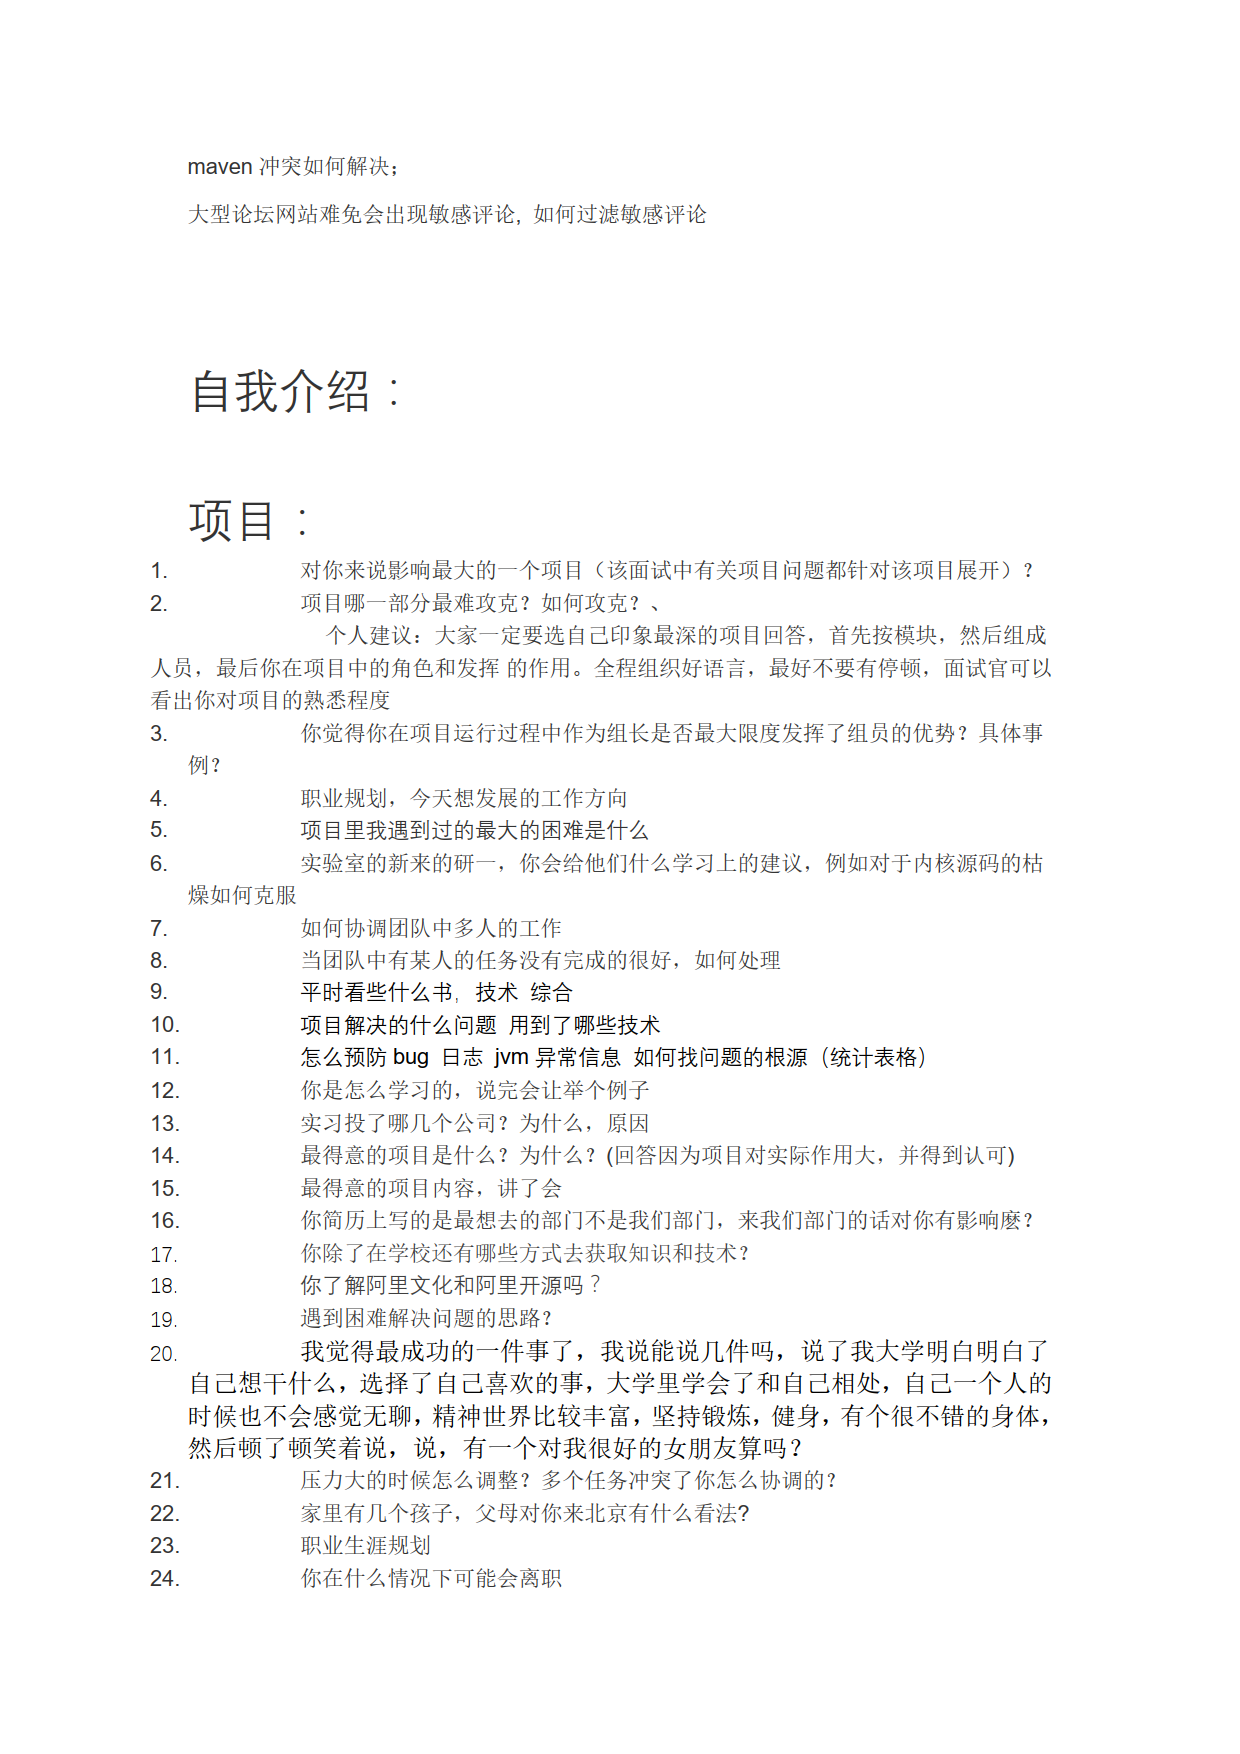 maven 冲突如何解决；
大型论坛网站难免会出现敏感评论, 如何过滤敏感评论
自我介绍：
项目：
1. 对你来说影响最大的一个项目（该面试中有关项目问题都针对该项目展开）？
2. 项目哪一部分最难攻克？如何攻克？、
个人建议：大家一定要选自己印象最深的项目回答，首先按模块，然后组成
人员，最后你在项目中的角色和发挥 的作用。全程组织好语言，最好不要有停顿，面试官可以
看出你对项目的熟悉程度
3. 你觉得你在项目运行过程中作为组长是否最大限度发挥了组员的优势？具体事
例？
4. 职业规划，今天想发展的工作方向
5. 项目里我遇到过的最大的困难是什么
6. 实验室的新来的研一，你会给他们什么学习上的建议，例如对于内核源码的枯
燥如何克服
7. 如何协调团队中多人的工作
8. 当团队中有某人的任务没有完成的很好，如何处理
9. 平时看些什么书，技术 综合
10. 项目解决的什么问题 用到了哪些技术
11. 怎么预防 bug 日志 jvm 异常信息 如何找问题的根源（统计表格）
12. 你是怎么学习的，说完会让举个例子
13. 实习投了哪几个公司？为什么，原因
14. 最得意的项目是什么？为什么？(回答因为项目对实际作用大，并得到认可)
15. 最得意的项目内容，讲了会
16. 你简历上写的是最想去的部门不是我们部门，来我们部门的话对你有影响麽？
17. 你除了在学校还有哪些方式去获取知识和技术？
18. 你了解阿里文化和阿里开源吗？
19. 遇到困难解决问题的思路？
20. 我觉得最成功的一件事了，我说能说几件吗，说了我大学明白明白了
自己想干什么，选择了自己喜欢的事，大学里学会了和自己相处，自己一个人的
时候也不会感觉无聊，精神世界比较丰富，坚持锻炼，健身，有个很不错的身体，
然后顿了顿笑着说，说，有一个对我很好的女朋友算吗？
21. 压力大的时候怎么调整？多个任务冲突了你怎么协调的？
22. 家里有几个孩子，父母对你来北京有什么看法?
23. 职业生涯规划
24. 你在什么情况下可能会离职